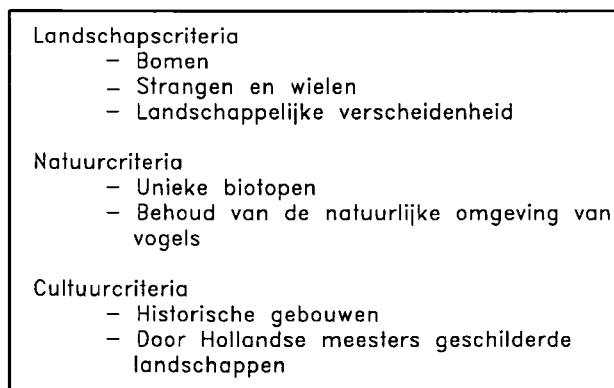 Landschapscriteria
– Bomen
– Strangen en wielen
– Landschappelijke verscheidenheid
Natuurcriteria
– Unieke biotopen
– Behoud van de natuurlijke omgeving van
vogels
Cultuurcriteria
– Historische gebouwen
– Door Hollandse meesters geschilderde
landschappen